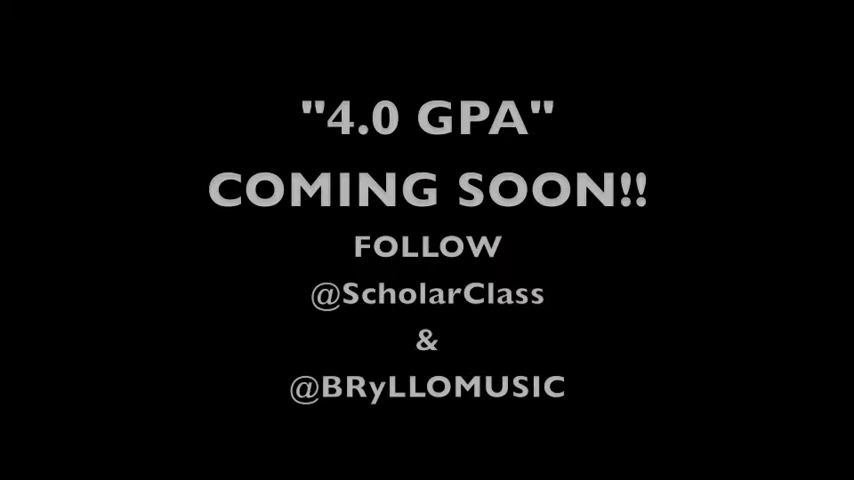 "4.0 GPA"
COMING SOON!!
FOLLOW
@ScholarClass
&
@BRyLLOMUSIC